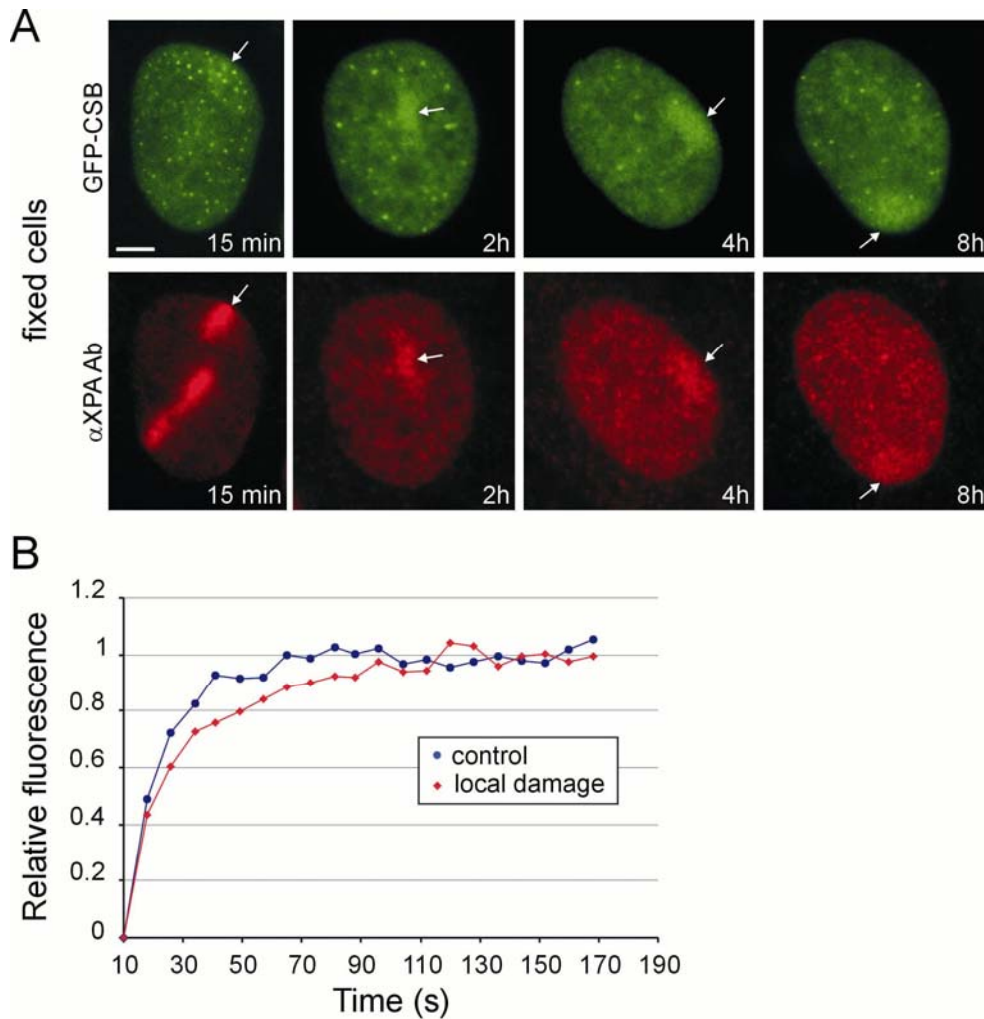 A
GFP-CSB
15 min
2h
4h
8h
fixed cells
αXPA Ab
15 min
2h
4h
8h
B
1.2
1
0.8
0.6
0.4
0.2
0
Relative fluorescence
control
local damage
10 30 50 70 90 110 130 150 170 190
Time (s)